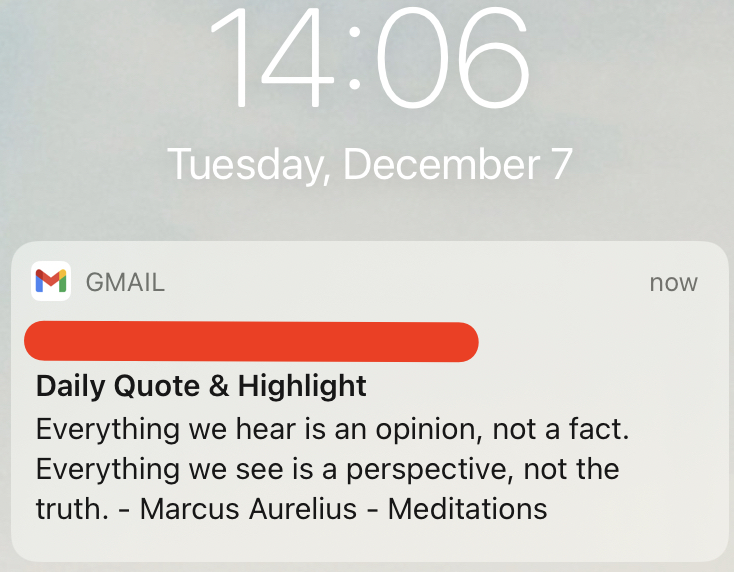 14:06
Tuesday, December 7
GMAIL now
Daily Quote & Highlight
Everything we hear is an opinion, not a fact.
Everything we see is a perspective, not the
truth. - Marcus Aurelius - Meditations